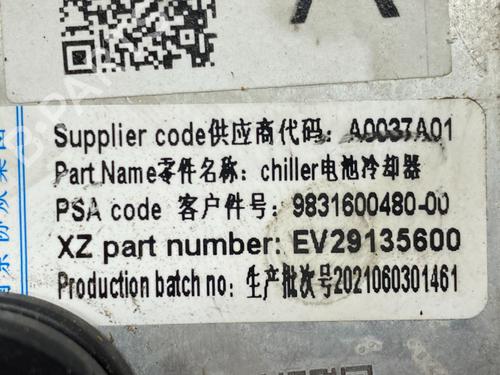 Supplier code供应商代码: A0037A01
Part Name零件名称: chiller电池冷却器
PSA code 客户件号: 9831600480-00
XZ part number: EV29135600
Production batch no: 生产批次号2021060301461